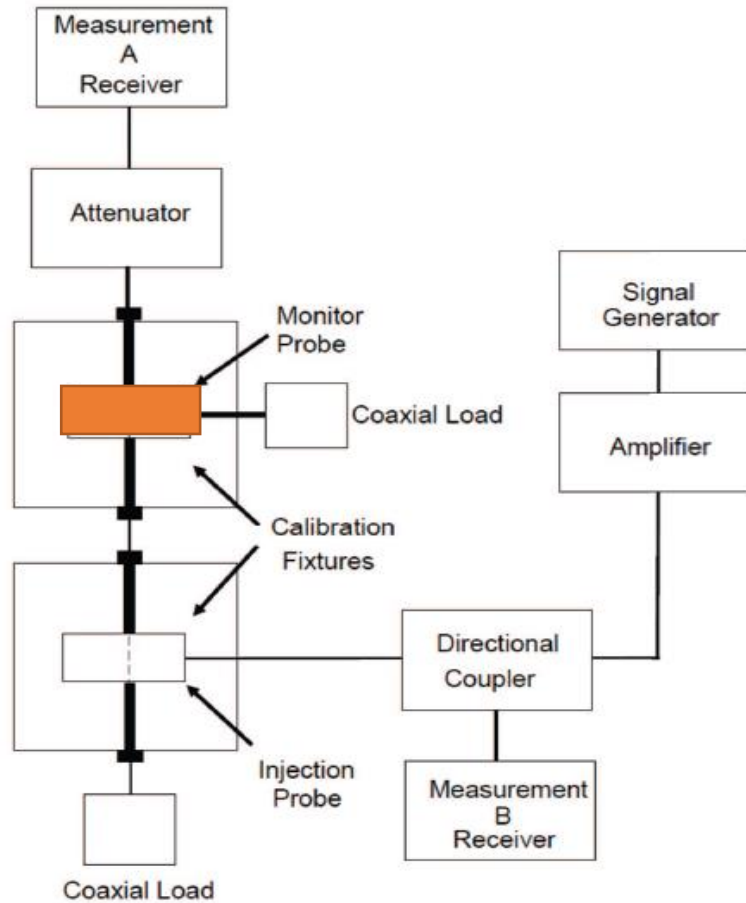 Measurement
A
Receiver
Attenuator
Signal
Generator
Monitor
Probe
Coaxial Load
Amplifier
Calibration
Fixtures
Directional
Coupler
Injection
Probe
Measurement
B
Receiver
Coaxial Load